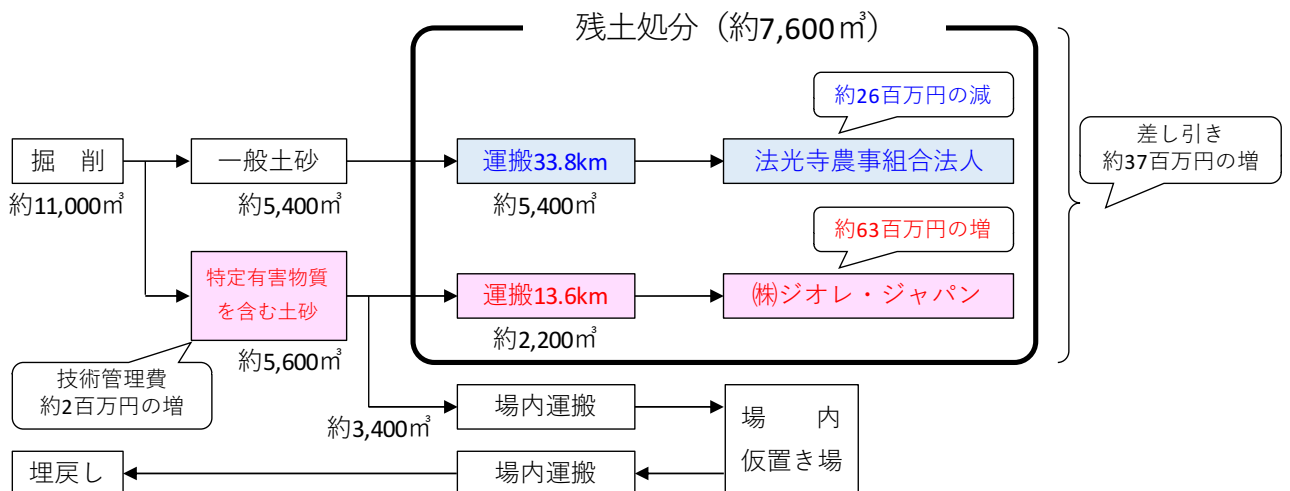 残土処分（約7,600㎥）
約26百万円の減
差し引き
約37百万円の増
掘　削
一般土砂
運搬33.8km
法光寺農事組合法人
約11,000㎥
約5,400㎥
約5,400㎥
約63百万円の増
特定有害物質
を含む土砂
運搬13.6km
㈱ジオレ・ジャパン
約5,600㎥
約2,200㎥
技術管理費
約2百万円の増
場内運搬
約3,400㎥
場　　内
仮置き場
埋戻し
場内運搬